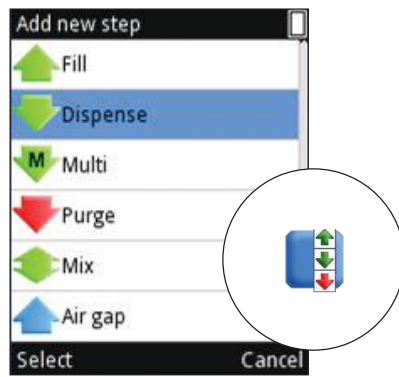 Add new step
Fill
Dispense
M Multi
Purge
Mix
Air gap
Select Cancel